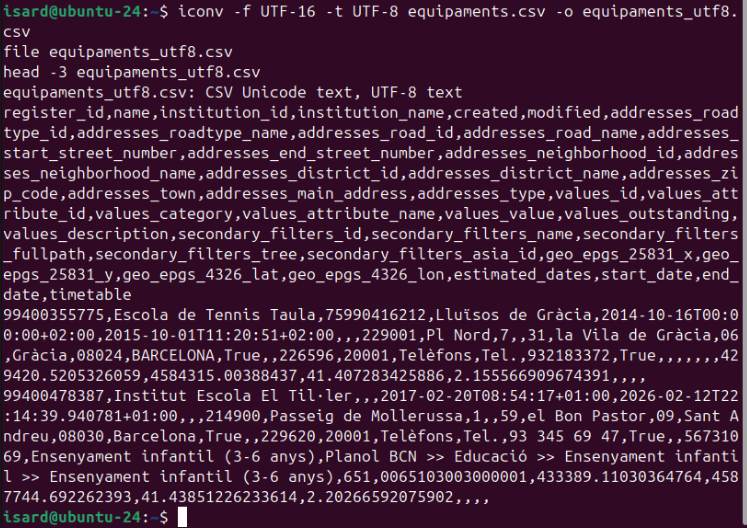 isard@ubuntu-24:~$ iconv -f UTF-16 -t UTF-8 equipaments.csv -o equipaments_utf8.
csv
file equipaments_utf8.csv
head -3 equipaments_utf8.csv
equipaments_utf8.csv: CSV Unicode text, UTF-8 text
register_id,name,institution_id,institution_name,created,modified,addresses_road
type_id,addresses_roadtype_name,addresses_road_id,addresses_road_name,addresses_
start_street_number,addresses_end_street_number,addresses_neighborhood_id,addres
ses_neighborhood_name,addresses_district_id,addresses_district_name,addresses_zi
p_code,addresses_town,addresses_main_address,addresses_type,values_id,values_att
ribute_id,values_category,values_attribute_name,values_value,values_outstanding,
values_description,secondary_filters_id,secondary_filters_name,secondary_filters
_fullpath,secondary_filters_tree,secondary_filters_asia_id,geo_epgs_25831_x,geo_
epgs_25831_y,geo_epgs_4326_lat,geo_epgs_4326_lon,estimated_dates,start_date,end_
date,timetable
99400355775,Escola de Tennis Taula,75990416212,Lluïsos de Gràcia,2014-10-16T00:0
0:00+02:00,2015-10-01T11:20:51+02:00,,,229001,Pl Nord,7,,31,la Vila de Gràcia,06
,Gràcia,08024,BARCELONA,True,,226596,20001,Telèfons,Tel.,932183372,True,,,,,,,42
9420.5205326059,4584315.00388437,41.407283425886,2.155566909674391,,,,
99400478387,Institut Escola El Til·ler,,,2017-02-20T08:54:17+01:00,2026-02-12T22
:14:39.940781+01:00,,,214900,Passeig de Mollerussa,1,,59,el Bon Pastor,09,Sant A
ndreu,08030,Barcelona,True,,229620,20001,Telèfons,Tel.,93 345 69 47,True,,567310
69,Ensenyament infantil (3-6 anys),Planol BCN >> Educació >> Ensenyament infanti
l >> Ensenyament infantil (3-6 anys),651,0065103003000001,433389.11030364764,458
7744.692262393,41.43851226233614,2.20266592075902,,,,
isard@ubuntu-24:~$